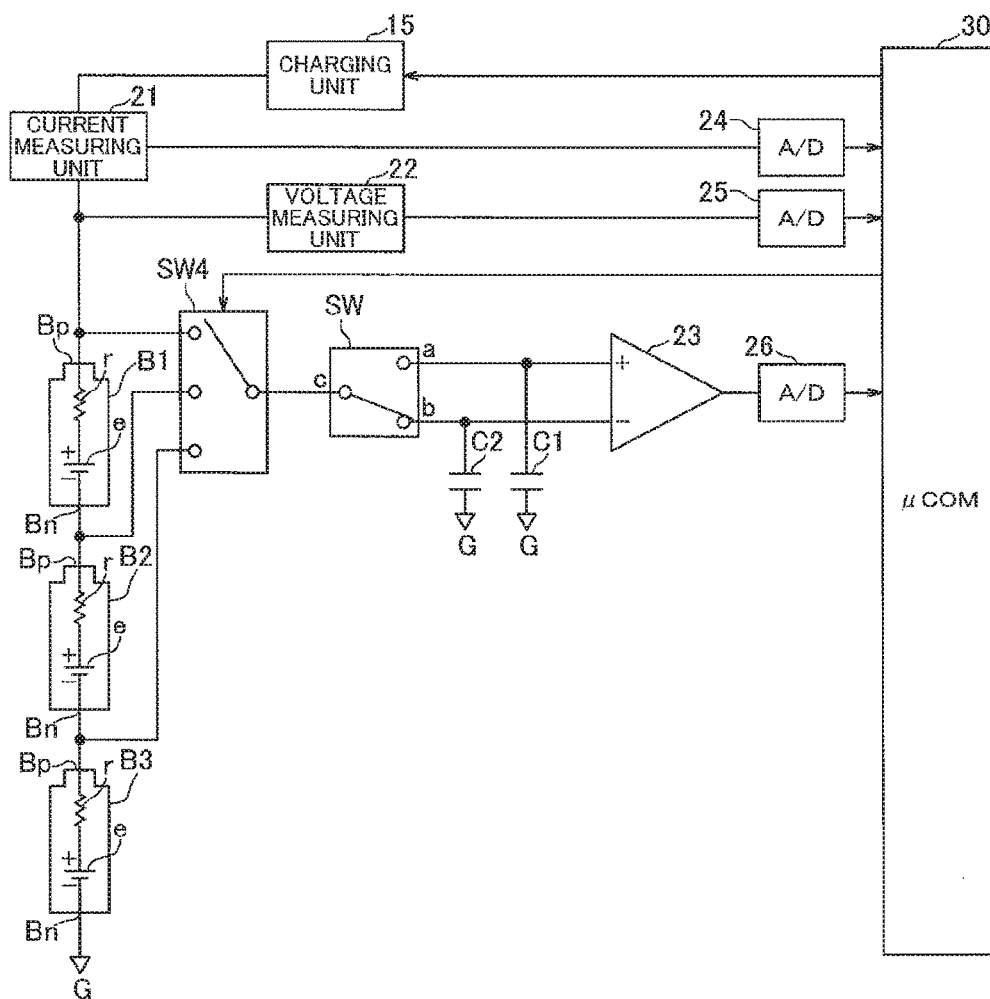 15
30
CHARGING
UNIT
21
CURRENT
MEASURING
UNIT
24
A/D
22
VOLTAGE
MEASURING
UNIT
25
A/D
SW4
SW
Bp
r
B1
a
c
b
+
−
23
26
A/D
e
+
−
C2
C1
G
G
μ COM
Bn
Bp
r
B2
e
+
−
Bn
Bp
r
B3
e
+
−
Bn
G